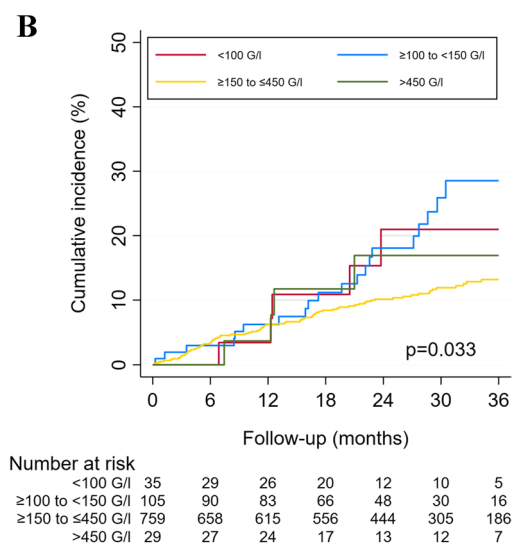 B
<100 G/l
≥100 to <150 G/l
≥150 to ≤450 G/l
>450 G/l
Cumulative incidence (%)
50
40
30
20
10
0
p=0.033
0 6 12 18 24 30 36
Follow-up (months)
Number at risk
<100 G/l 35 29 26 20 12 10 5
≥100 to <150 G/l 105 90 83 66 48 30 16
≥150 to ≤450 G/l 759 658 615 556 444 305 186
>450 G/l 29 27 24 17 13 12 7